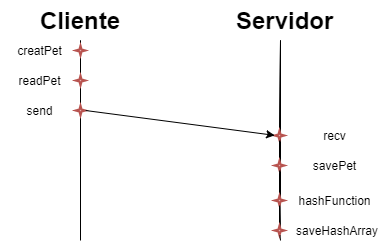 Cliente
Servidor
creatPet
readPet
send
recv
savePet
hashFunction
saveHashArray